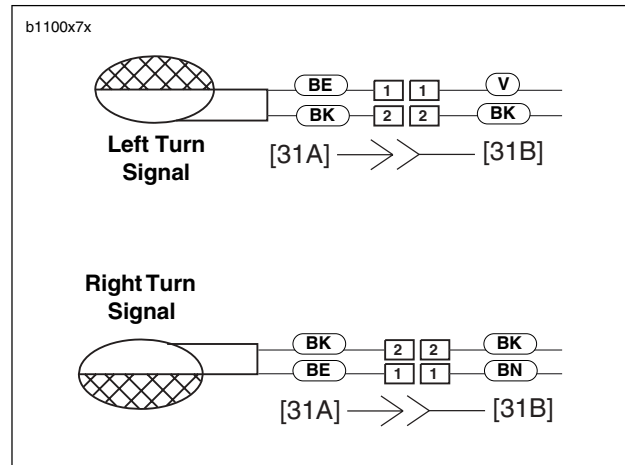 b1100x7x
BE 1 1 V
BK 2 2 BK
Left Turn
Signal
[31A] [31B]
Right Turn
Signal
BK 2 2 BK
BE 1 1 BN
[31A] [31B]